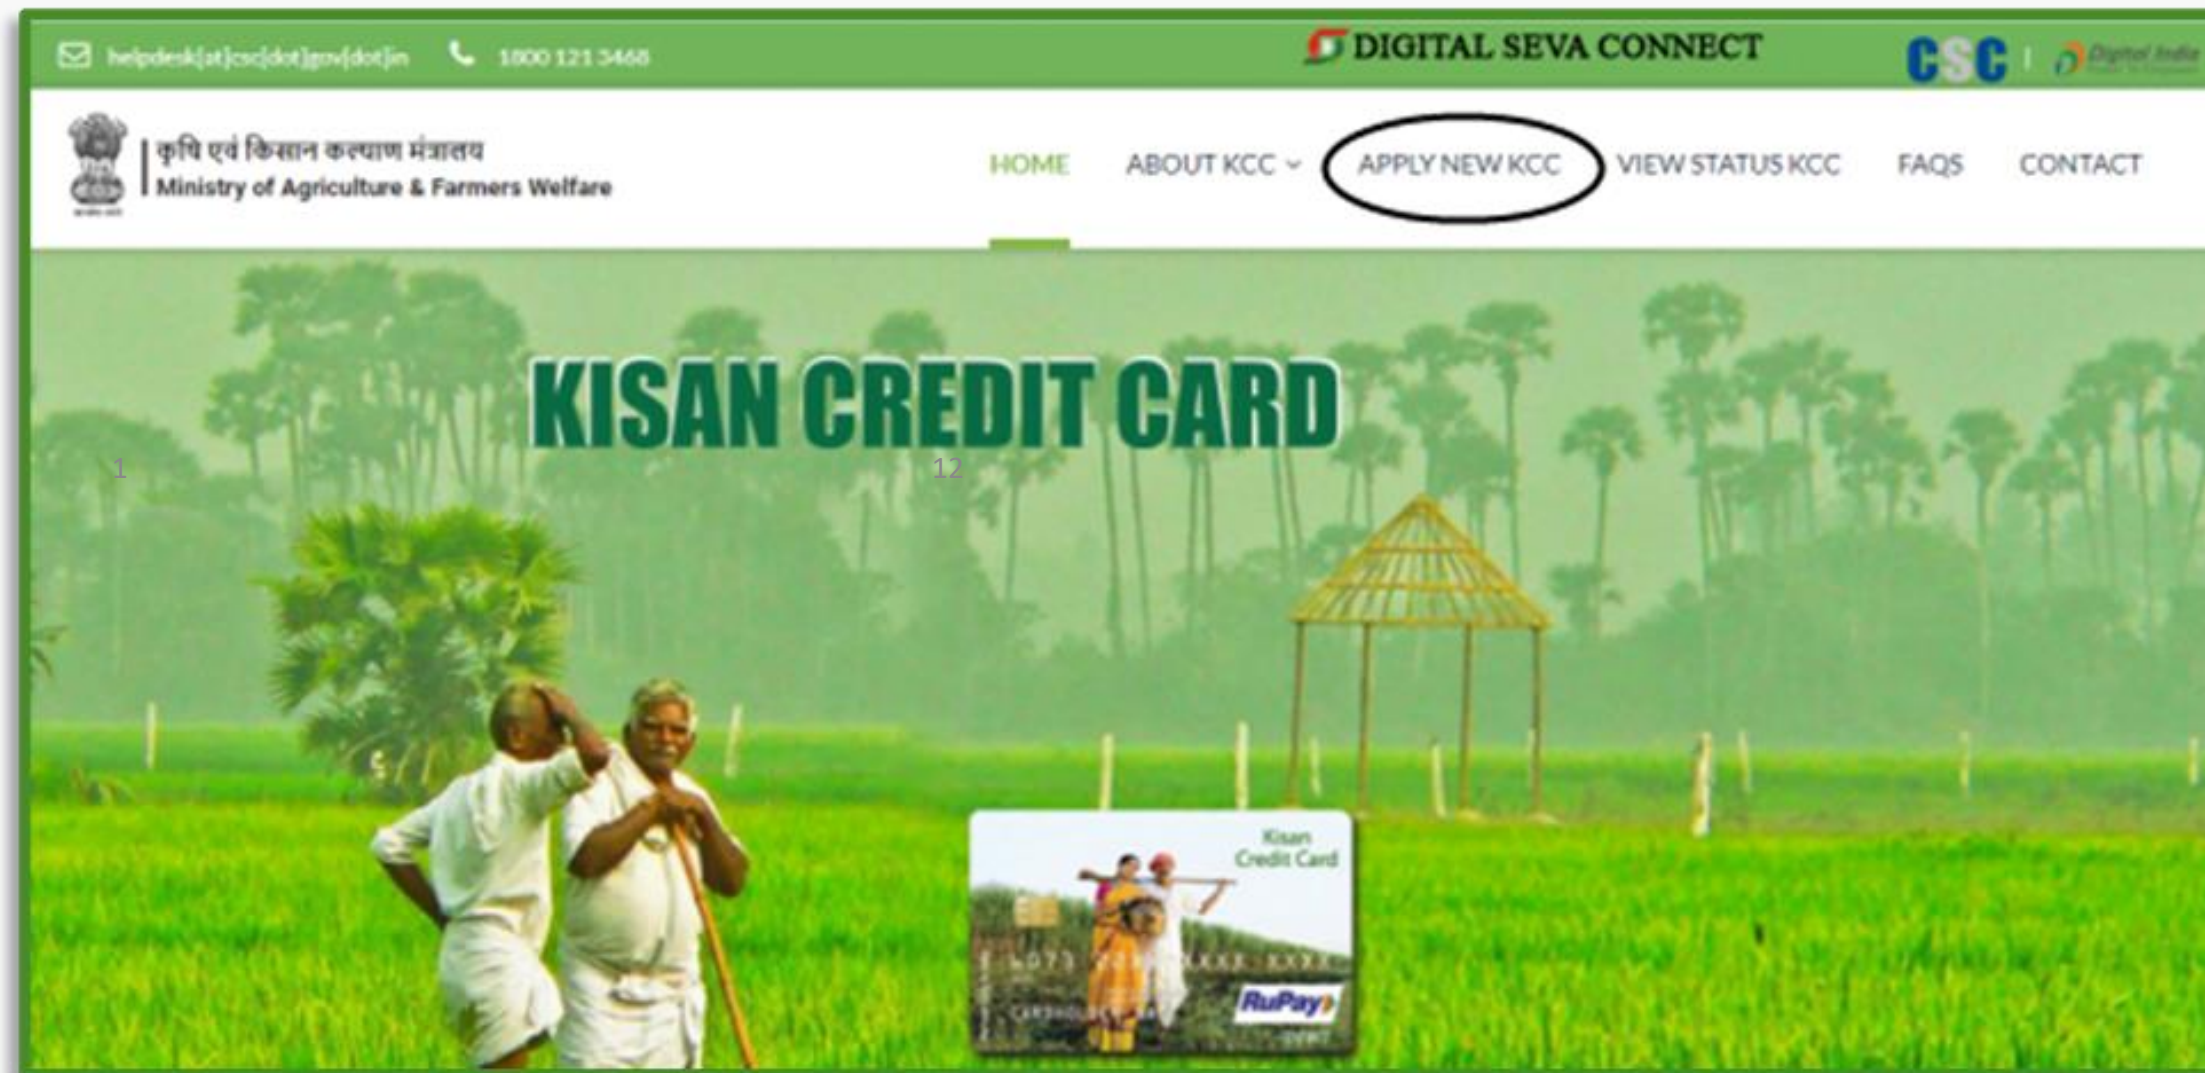 helpdesk[at]csc[dot]gov[dot]in 1800 121 3468
DIGITAL SEVA CONNECT
CSC Digital India
कृषि एवं किसान कल्याण मंत्रालय
Ministry of Agriculture & Farmers Welfare
HOME ABOUT KCC APPLY NEW KCC VIEW STATUS KCC FAQS CONTACT
KISAN CREDIT CARD
1 12
Kisan
Credit Card
RuPay